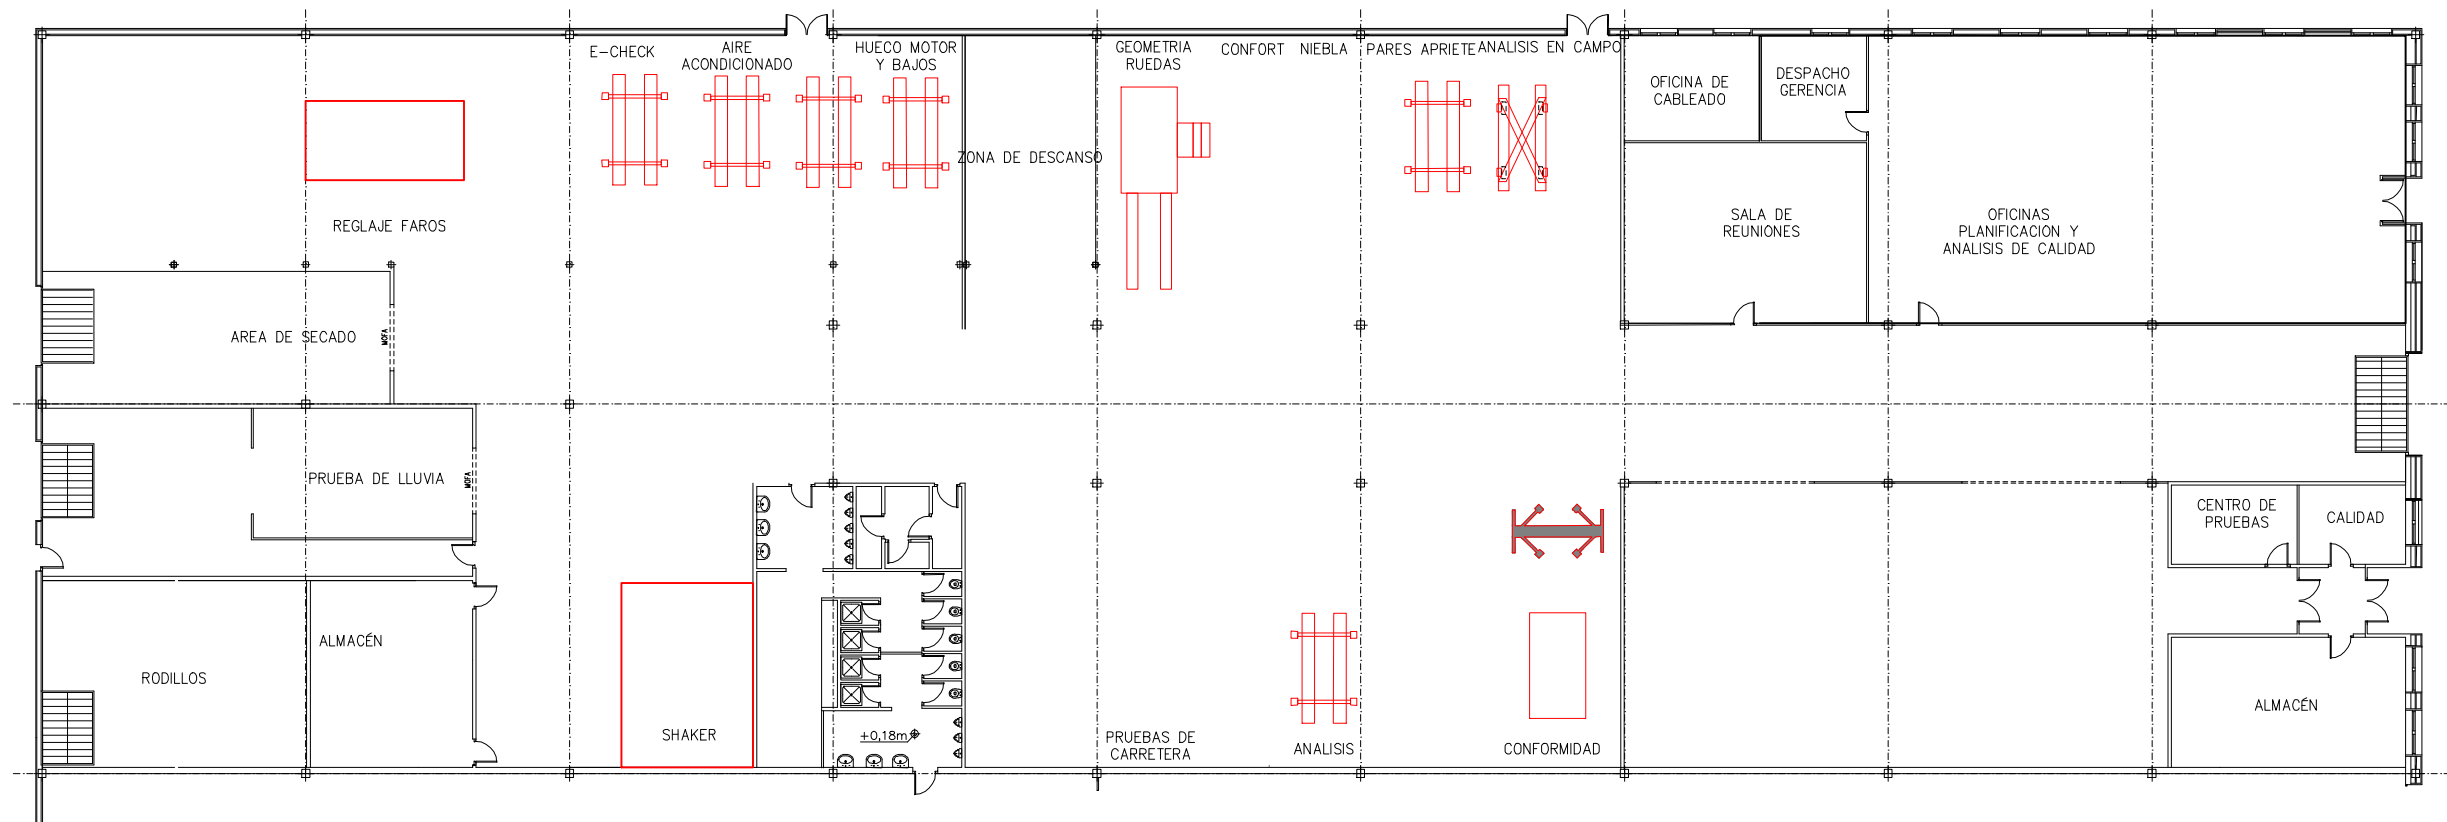 E-CHECK
AIRE
ACONDICIONADO
HUECO MOTOR
Y BAJOS
GEOMETRIA
RUEDAS
CONFORT
NIEBLA
PARES APRIETE
ANALISIS EN CAMPO
OFICINA DE
CABLEADO
DESPACHO
GERENCIA
ZONA DE DESCANSO
REGLAJE FAROS
SALA DE
REUNIONES
OFICINAS
PLANIFICACION Y
ANALISIS DE CALIDAD
AREA DE SECADO
MOFA
PRUEBA DE LLUVIA
MOFA
CENTRO DE
PRUEBAS
CALIDAD
ALMACÉN
RODILLOS
SHAKER
+0,18m
PRUEBAS DE
CARRETERA
ANALISIS
CONFORMIDAD
ALMACÉN